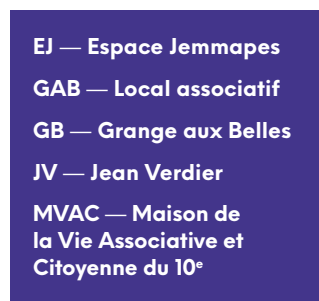 EJ — Espace Jemmapes
GAB — Local associatif
GB — Grange aux Belles
JV — Jean Verdier
MVAC — Maison de
la Vie Associative et
Citoyenne du 10ᵉ